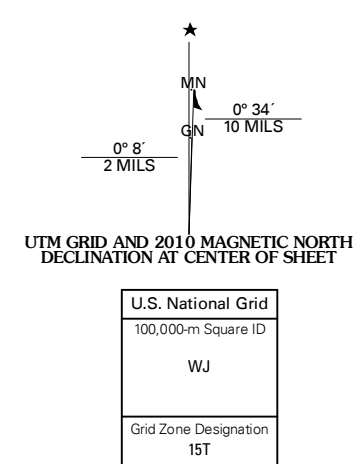 ★
MN
0° 34´
10 MILS
GN
0° 8´
2 MILS
UTM GRID AND 2010 MAGNETIC NORTH
DECLINATION AT CENTER OF SHEET
U.S. National Grid
100,000-m Square ID
WJ
Grid Zone Designation
15T